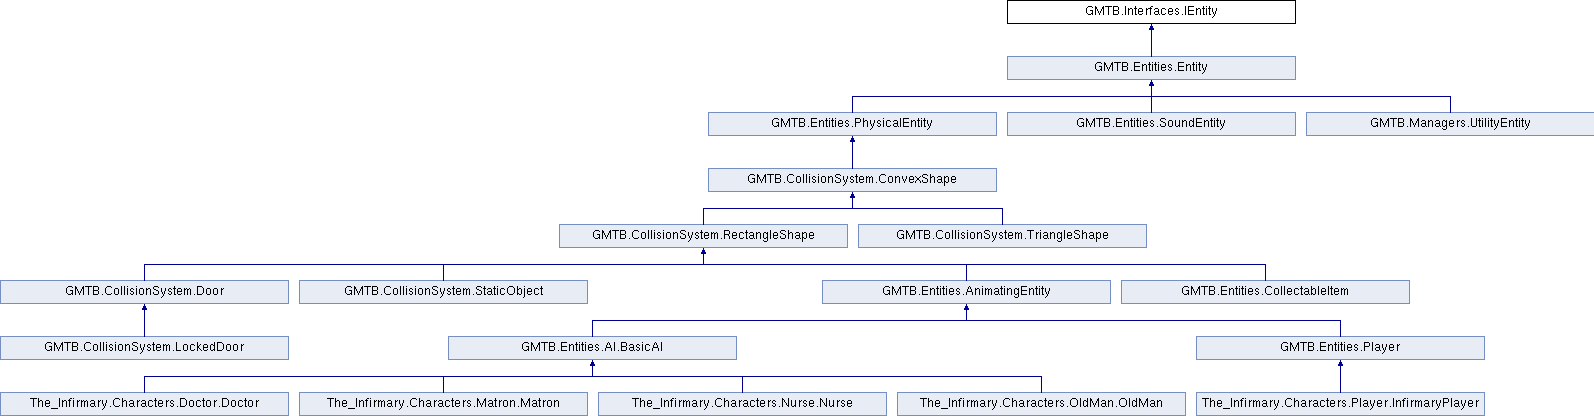 GMTB.Interfaces.IEntity
GMTB.Entities.Entity
GMTB.Entities.PhysicalEntity
GMTB.Entities.SoundEntity
GMTB.Managers.UtilityEntity
GMTB.CollisionSystem.ConvexShape
GMTB.CollisionSystem.RectangleShape
GMTB.CollisionSystem.TriangleShape
GMTB.CollisionSystem.Door
GMTB.CollisionSystem.StaticObject
GMTB.Entities.AnimatingEntity
GMTB.Entities.CollectableItem
GMTB.CollisionSystem.LockedDoor
GMTB.Entities.AI.BasicAI
GMTB.Entities.Player
The_Infirmary.Characters.Doctor.Doctor
The_Infirmary.Characters.Matron.Matron
The_Infirmary.Characters.Nurse.Nurse
The_Infirmary.Characters.OldMan.OldMan
The_Infirmary.Characters.Player.InfirmaryPlayer